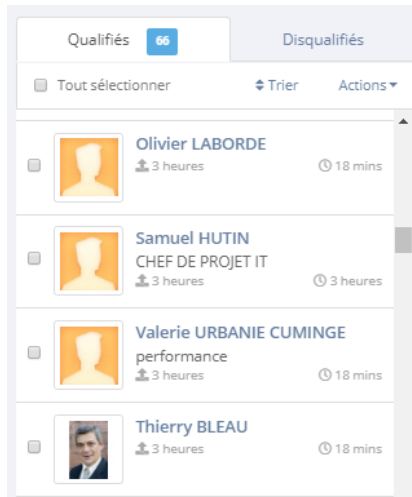 Qualifiés 66 Disqualifiés
Tout sélectionner Trier Actions
Olivier LABORDE
3 heures 18 mins
Samuel HUTIN
CHEF DE PROJET IT
3 heures 3 heures
Valerie URBANIE CUMINGE
performance
3 heures 18 mins
Thierry BLEAU
3 heures 18 mins